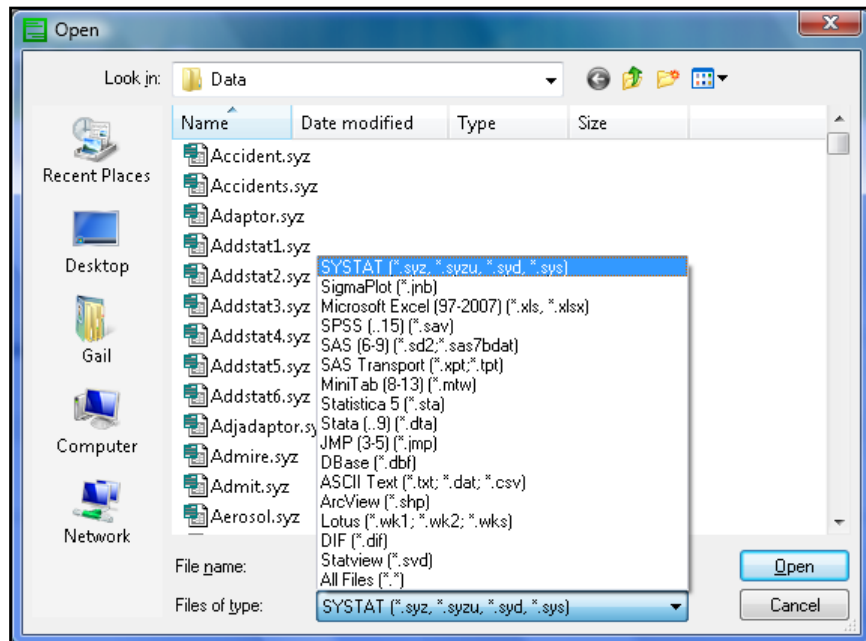 Open
Look in: Data
Name Date modified Type Size
Recent Places
Desktop
Gail
Computer
Network
Accident.syz
Accidents.syz
Adaptor.syz
Addstat1.syz
Addstat2.syz
Addstat3.syz
Addstat4.syz
Addstat5.syz
Addstat6.syz
Adjadaptor.sy
Admire.syz
Admit.syz
Aerosol.syz
SYSTAT (*.syz, *.syzu, *.syd, *.sys)
SigmaPlot (*.jnb)
Microsoft Excel (97-2007) (*.xls, *.xlsx)
SPSS (..15) (*.sav)
SAS (6-9) (*.sd2;*.sas7bdat)
SAS Transport (*.xpt;*.tpt)
MiniTab (8-13) (*.mtw)
Statistica 5 (*.sta)
Stata (..9) (*.dta)
JMP (3-5) (*.jmp)
DBase (*.dbf)
ASCII Text (*.txt; *.dat; *.csv)
ArcView (*.shp)
Lotus (*.wk1; *.wk2; *.wks)
DIF (*.dif)
Statview (*.svd)
All Files (*.*)
File name:
Open
Files of type: SYSTAT (*.syz, *.syzu, *.syd, *.sys)
Cancel